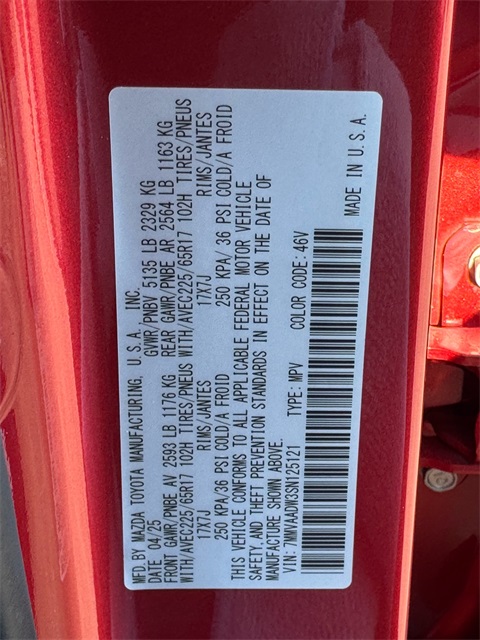 MFD.BY MAZDA TOYOTA MANUFACTURING, U.S.A. INC.
DATE 04/25 GVWR/PNBV 5135 LB 2329 KG
FRONT GAWR/PNBE AV 2593 LB 1176 KG REAR GAWR/PNBE AR 2564 LB 1163 KG
WITH/AVEC225/65R17 102H TIRES/PNEUS WITH/AVEC225/65R17 102H TIRES/PNEUS
17X7J RIMS/JANTES 17X7J RIMS/JANTES
250 KPA/36 PSI COLD/A FROID 250 KPA/36 PSI COLD/A FROID
THIS VEHICLE CONFORMS TO ALL APPLICABLE FEDERAL MOTOR VEHICLE
SAFETY AND THEFT PREVENTION STANDARDS IN EFFECT ON THE DATE OF
MANUFACTURE SHOWN ABOVE.
VIN:7MMVAADW3SN125121 TYPE: MPV COLOR CODE: 46V
MADE IN U.S.A.